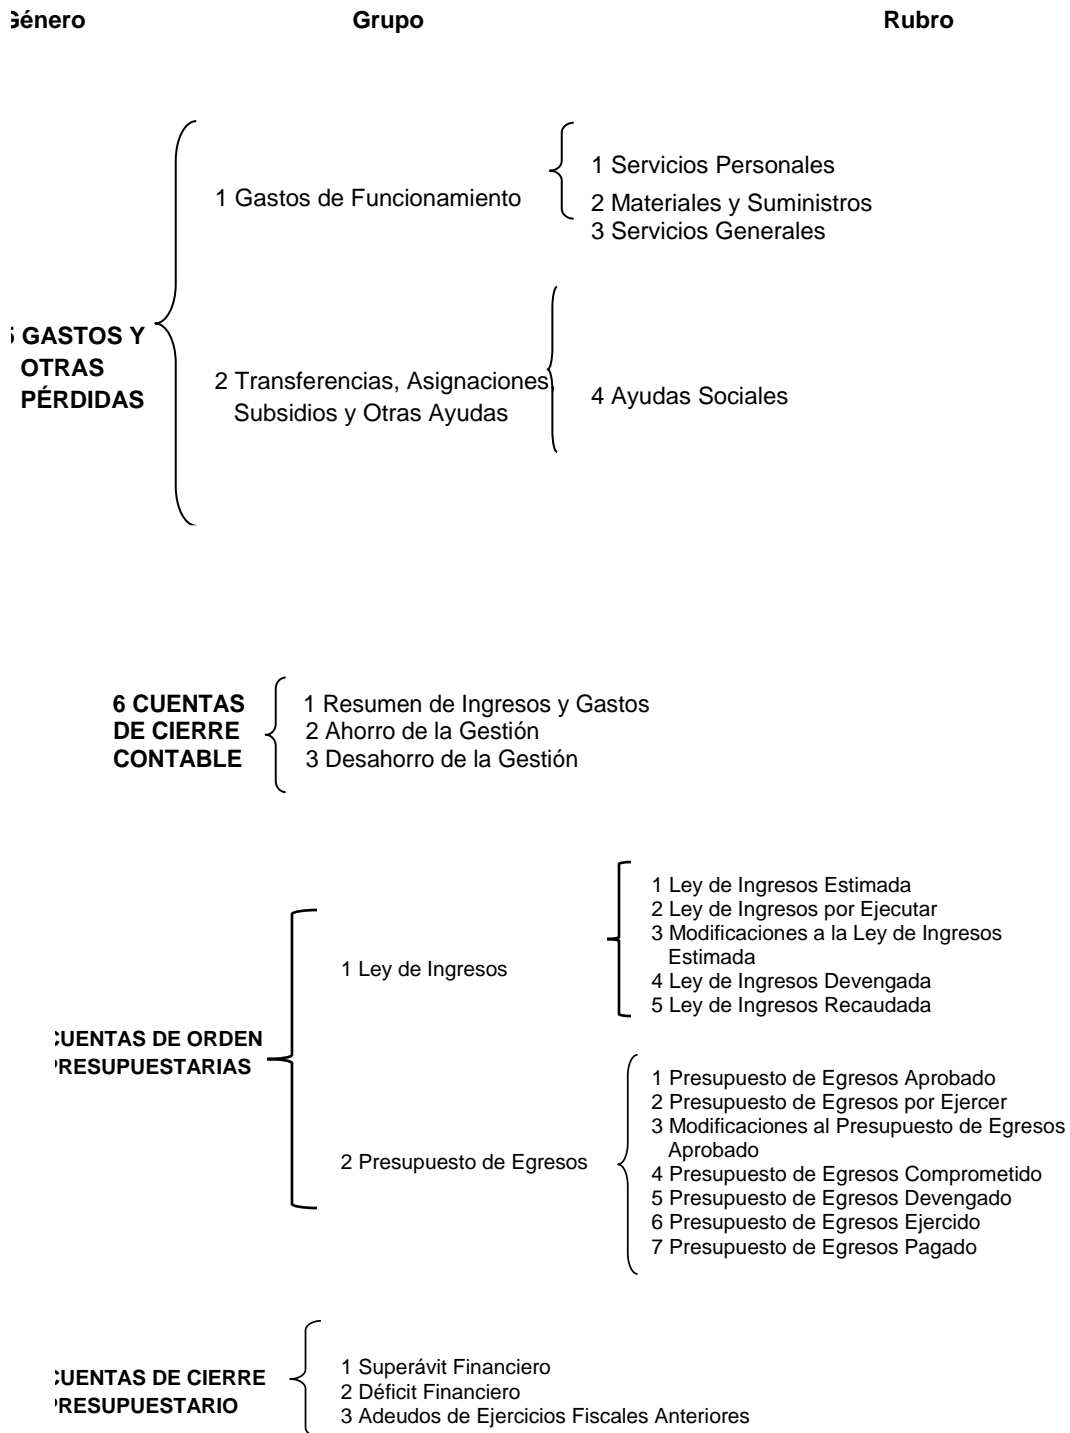 Género Grupo Rubro
1 Servicios Personales
1 Gastos de Funcionamiento
2 Materiales y Suministros
3 Servicios Generales
5 GASTOS Y
OTRAS
PÉRDIDAS
2 Transferencias, Asignaciones,
Subsidios y Otras Ayudas
4 Ayudas Sociales
6 CUENTAS
DE CIERRE
CONTABLE
1 Resumen de Ingresos y Gastos
2 Ahorro de la Gestión
3 Desahorro de la Gestión
CUENTAS DE ORDEN
PRESUPUESTARIAS
1 Ley de Ingresos
1 Ley de Ingresos Estimada
2 Ley de Ingresos por Ejecutar
3 Modificaciones a la Ley de Ingresos
Estimada
4 Ley de Ingresos Devengada
5 Ley de Ingresos Recaudada
2 Presupuesto de Egresos
1 Presupuesto de Egresos Aprobado
2 Presupuesto de Egresos por Ejercer
3 Modificaciones al Presupuesto de Egresos
Aprobado
4 Presupuesto de Egresos Comprometido
5 Presupuesto de Egresos Devengado
6 Presupuesto de Egresos Ejercido
7 Presupuesto de Egresos Pagado
CUENTAS DE CIERRE
PRESUPUESTARIO
1 Superávit Financiero
2 Déficit Financiero
3 Adeudos de Ejercicios Fiscales Anteriores